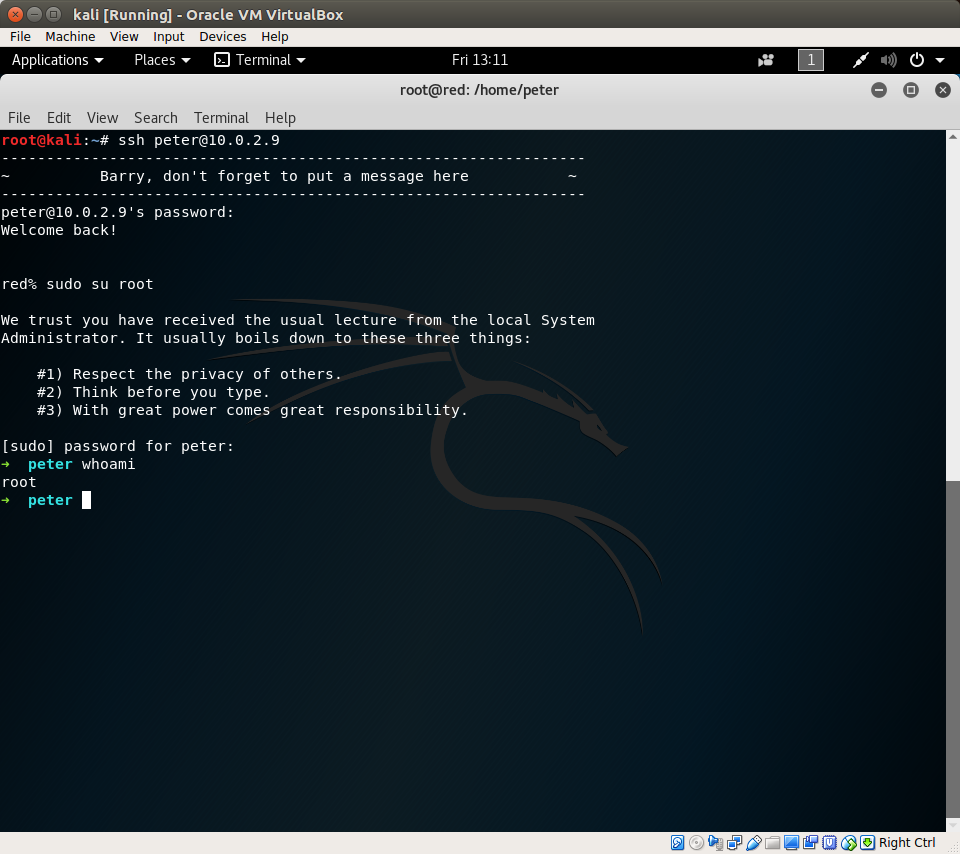 kali [Running] - Oracle VM VirtualBox
File Machine View Input Devices Help
Applications Places Terminal Fri 13:11 1
root@red: /home/peter
File Edit View Search Terminal Help
root@kali:~# ssh peter@10.0.2.9
-----------------------------------------------------------------
~          Barry, don't forget to put a message here           ~
-----------------------------------------------------------------
peter@10.0.2.9's password:
Welcome back!
red% sudo su root
We trust you have received the usual lecture from the local System
Administrator. It usually boils down to these three things:
#1) Respect the privacy of others.
#2) Think before you type.
#3) With great power comes great responsibility.
[sudo] password for peter:
→  peter whoami
root
→  peter
Right Ctrl